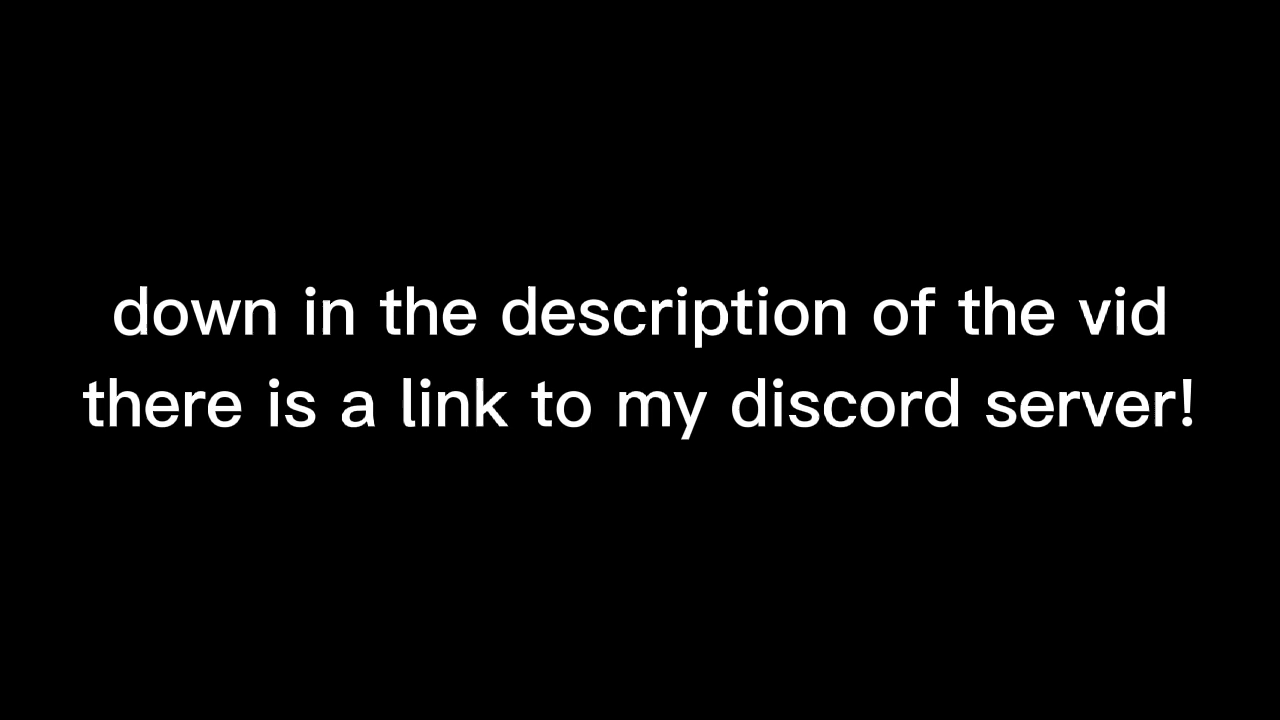 down in the description of the vid
there is a link to my discord server!